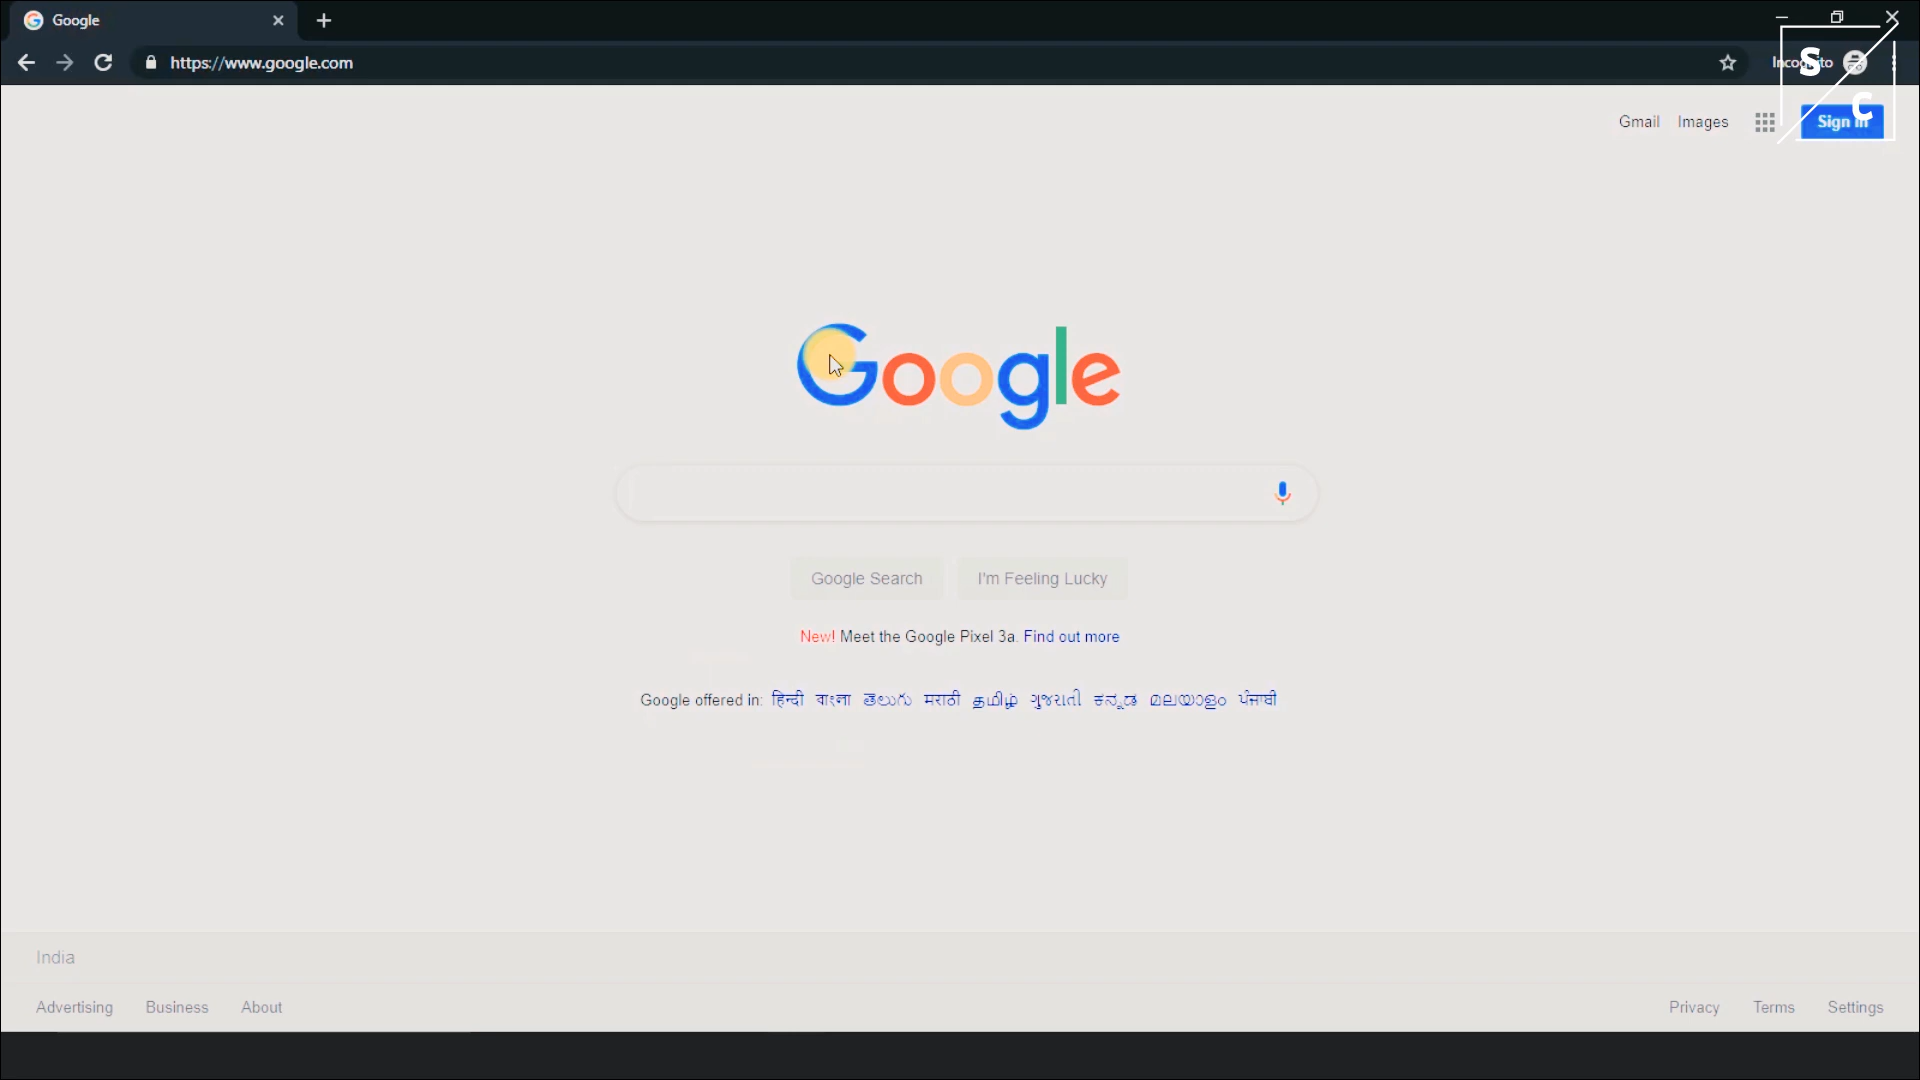 Google
https://www.google.com
Incognito
S
C
Gmail Images
Sign in
Google
Google Search I'm Feeling Lucky
New! Meet the Google Pixel 3a. Find out more
Google offered in: हिन्दी বাংলা తెలుగు मराठी தமிழ் ગુજરાતી ಕನ್ನಡ മലയാളം ਪੰਜਾਬੀ
India
Advertising Business About Privacy Terms Settings